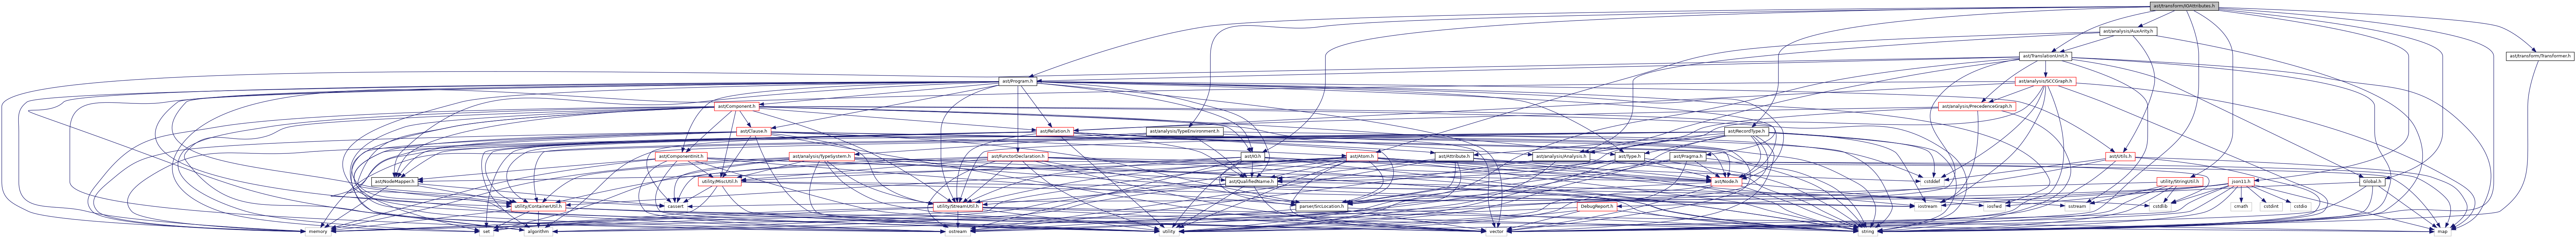 ast/transform/IOAttributes.h
ast/analysis/AuxArity.h
ast/TranslationUnit.h
ast/transform/Transformer.h
ast/Program.h
ast/analysis/SCCGraph.h
ast/Component.h
ast/analysis/PrecedenceGraph.h
ast/Clause.h
ast/Relation.h
ast/analysis/TypeEnvironment.h
ast/RecordType.h
ast/ComponentInit.h
ast/analysis/TypeSystem.h
ast/FunctorDeclaration.h
ast/IO.h
ast/Atom.h
ast/Attribute.h
ast/analysis/Analysis.h
ast/Type.h
ast/Pragma.h
ast/Utils.h
ast/NodeMapper.h
utility/MiscUtil.h
ast/QualifiedName.h
ast/Node.h
cstddef
utility/StringUtil.h
json11.h
Global.h
utility/ContainerUtil.h
cassert
utility/StreamUtil.h
parser/SrcLocation.h
DebugReport.h
iostream
iosfwd
sstream
cstdlib
cmath
cstdint
cstdio
memory
set
algorithm
ostream
utility
vector
string
map